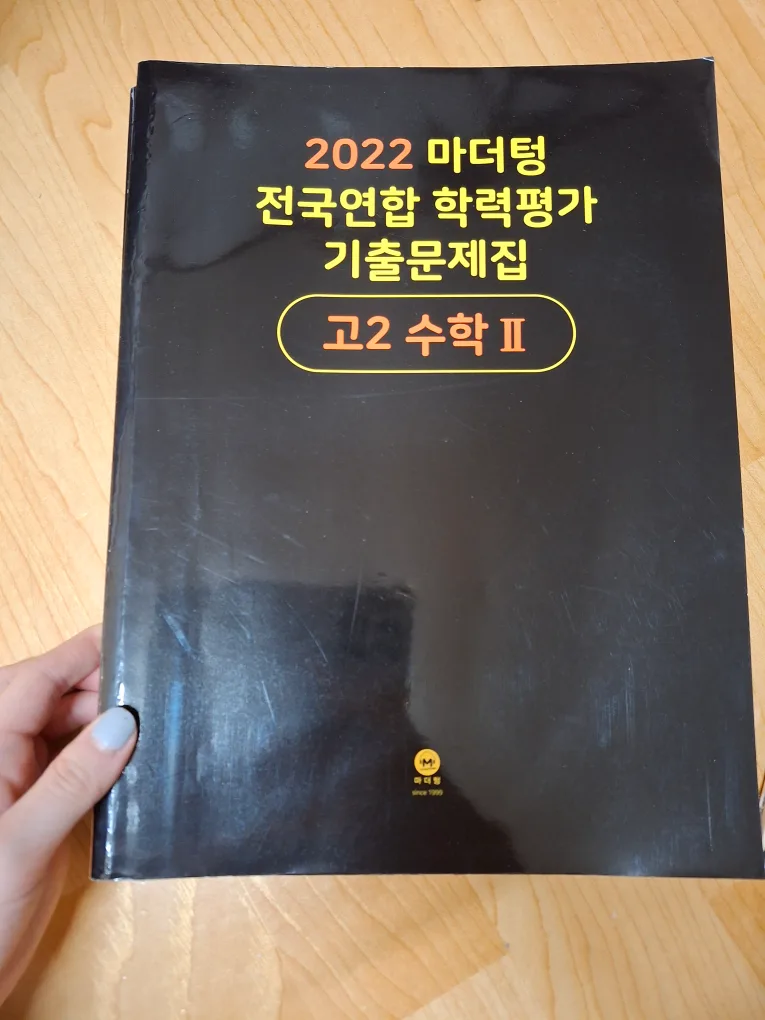 2022 마더텅
전국연합 학력평가
기출문제집
고2 수학 Ⅱ
M
마더텅
since 1999